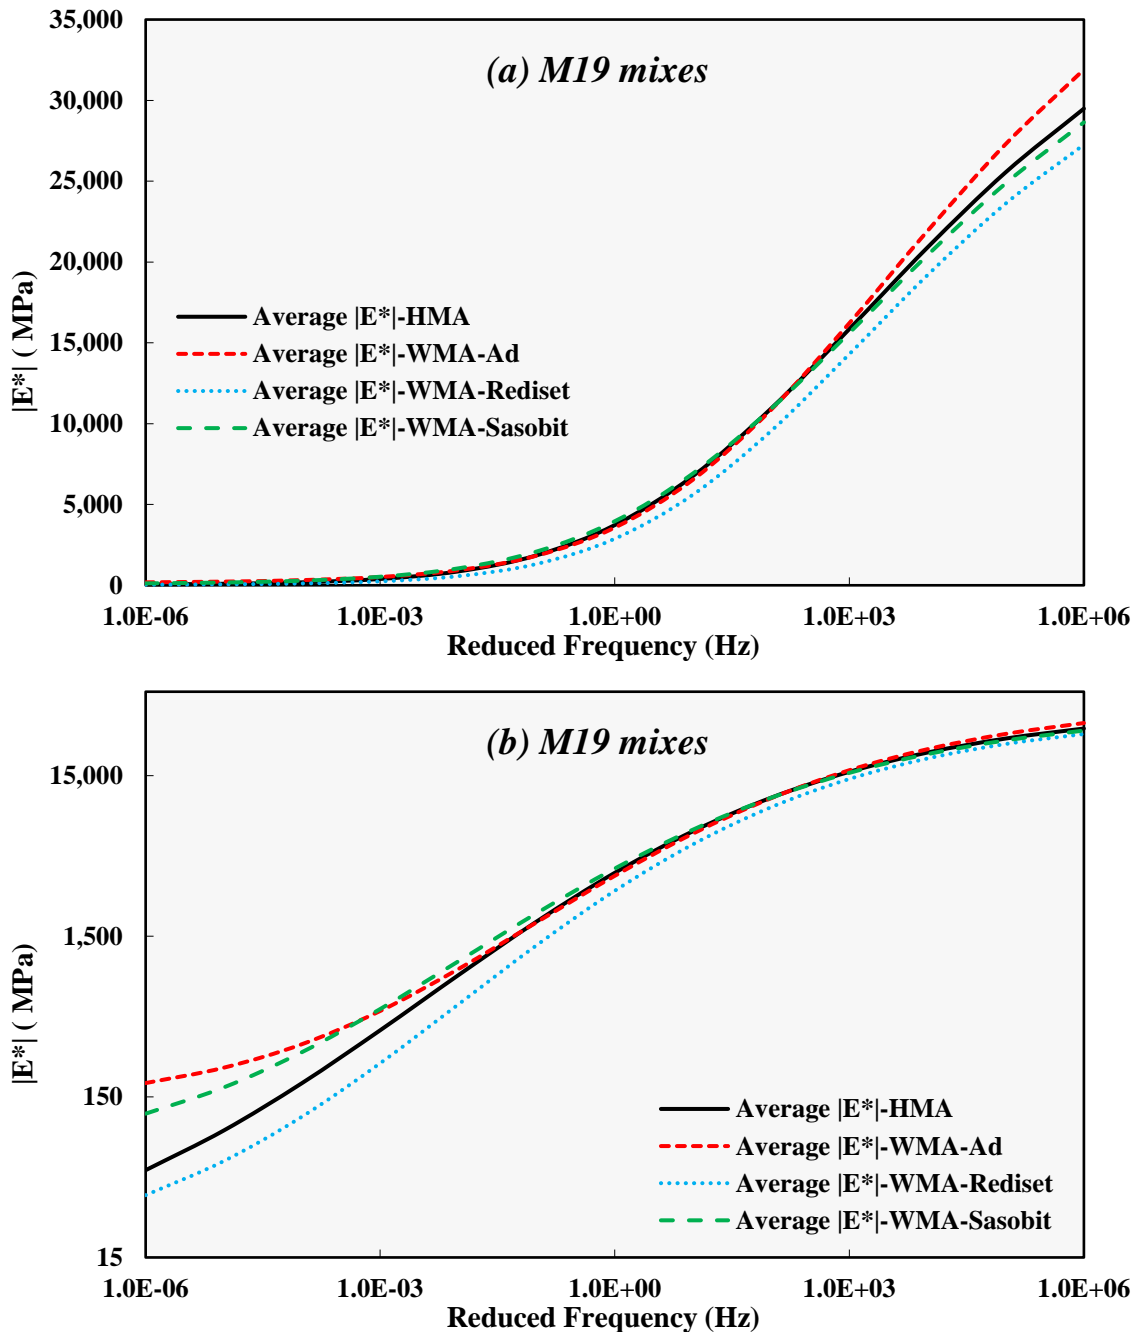 (a) M19 mixes
|E*| ( MPa)
35,000
30,000
25,000
20,000
15,000
10,000
5,000
0
Average |E*|-HMA
Average |E*|-WMA-Ad
Average |E*|-WMA-Rediset
Average |E*|-WMA-Sasobit
1.0E-06 1.0E-03 1.0E+00 1.0E+03 1.0E+06
Reduced Frequency (Hz)
(b) M19 mixes
|E*| ( MPa)
15,000
1,500
150
15
Average |E*|-HMA
Average |E*|-WMA-Ad
Average |E*|-WMA-Rediset
Average |E*|-WMA-Sasobit
1.0E-06 1.0E-03 1.0E+00 1.0E+03 1.0E+06
Reduced Frequency (Hz)